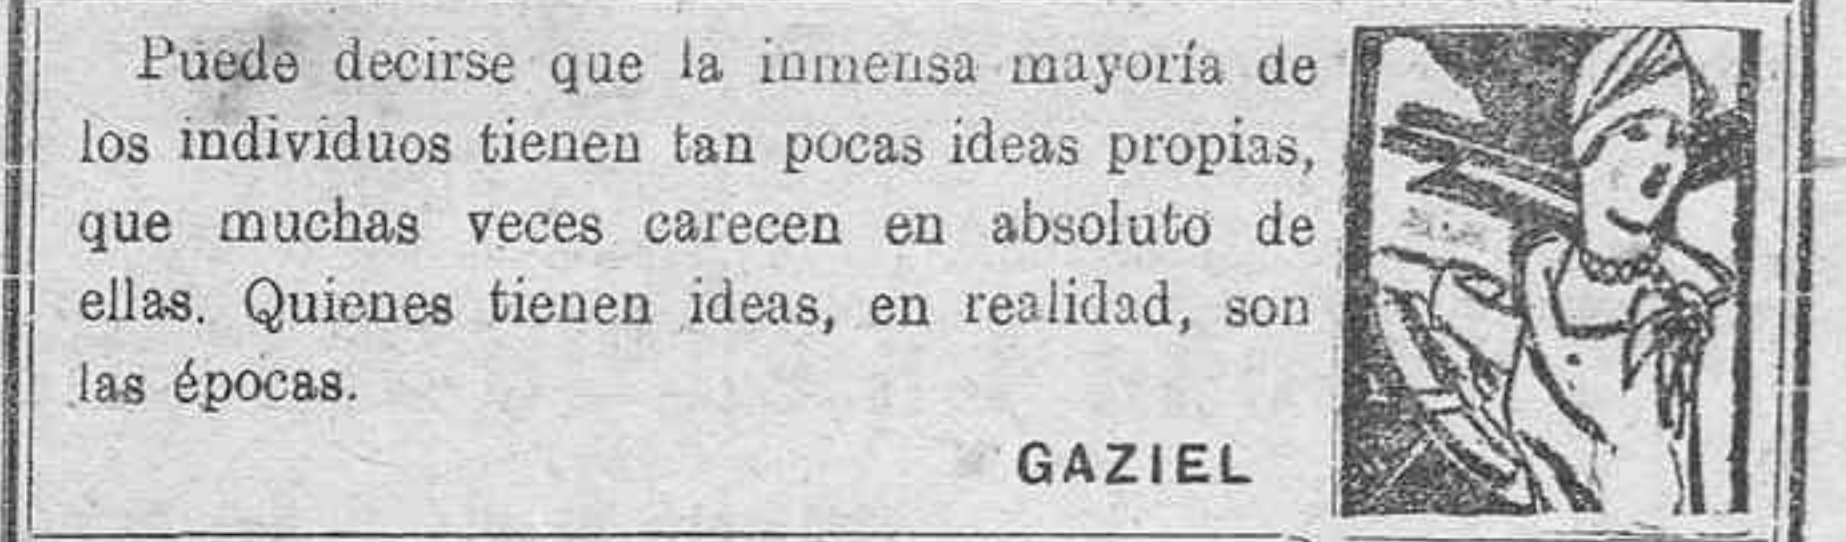 Puede decirse que la inmensa mayoría de
los individuos tienen tan pocas ideas propias,
que muchas veces carecen en absoluto de
ellas. Quienes tienen ideas, en realidad, son
las épocas.
GAZIEL